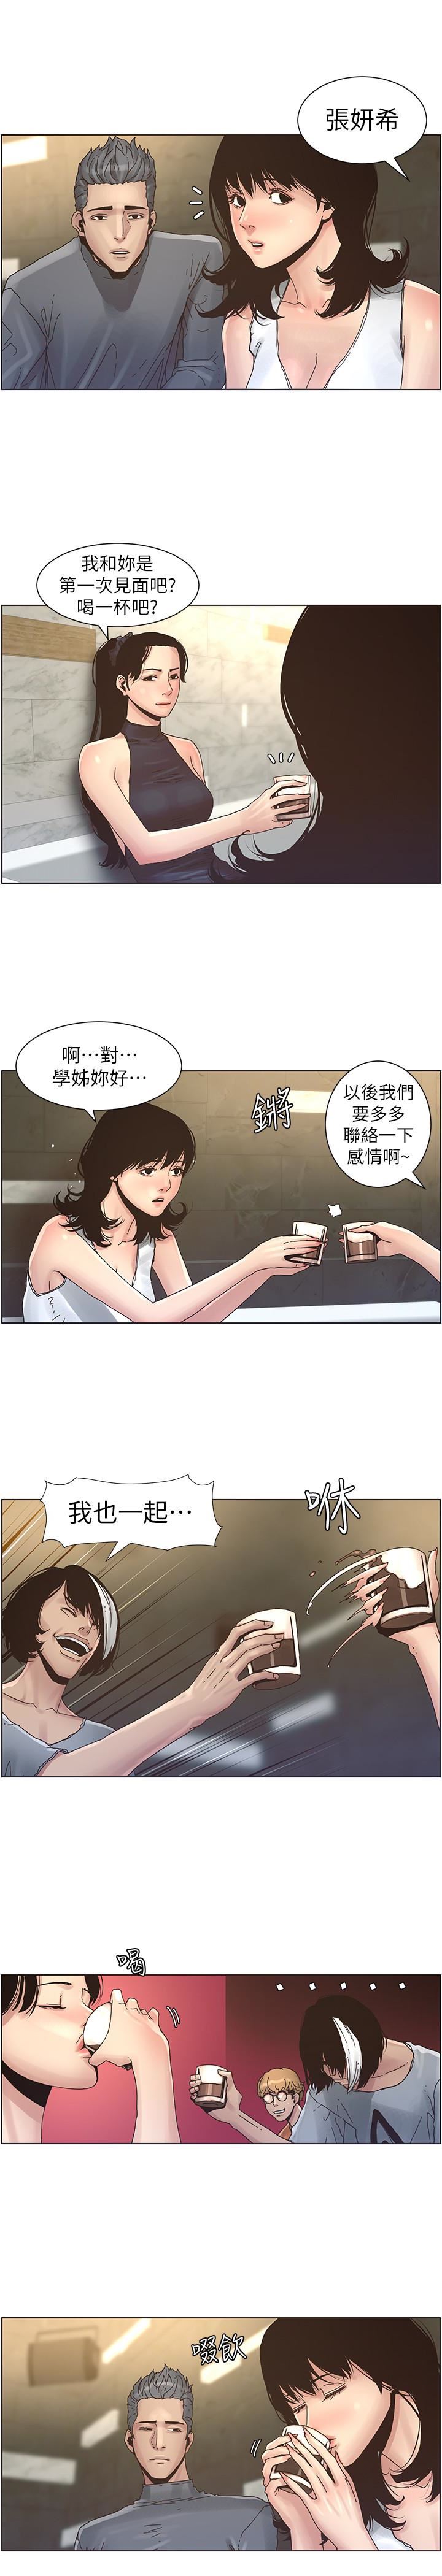 張妍希
我和妳是
第一次見面吧?
喝一杯吧?
啊⋯對⋯
學姊妳好⋯
鏘
以後我們
要多多
聯絡一下
感情啊~
我也一起⋯
咻
喝
啜飲